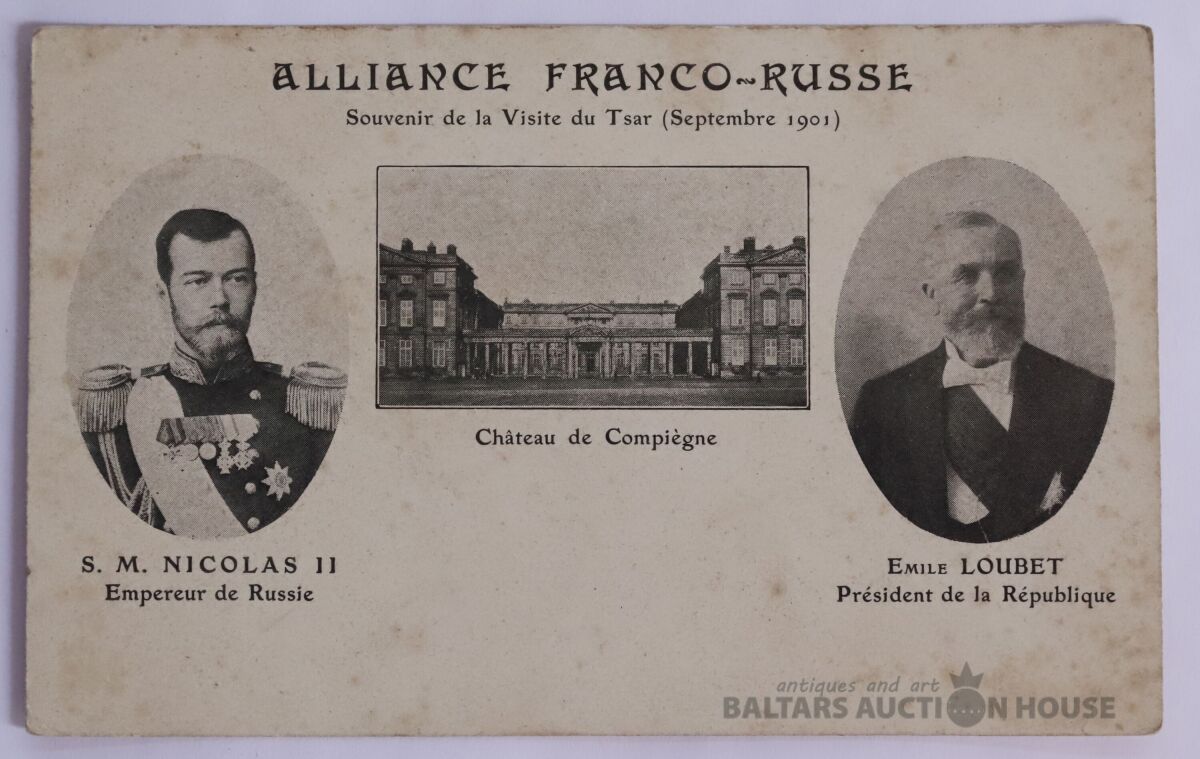 ALLIANCE FRANCO~RUSSE
Souvenir de la Visite du Tsar (Septembre 1901)
Château de Compiègne
S. M. NICOLAS II
Empereur de Russie
EMILE LOUBET
Président de la République
antiques and art
BALTARS AUCTION HOUSE